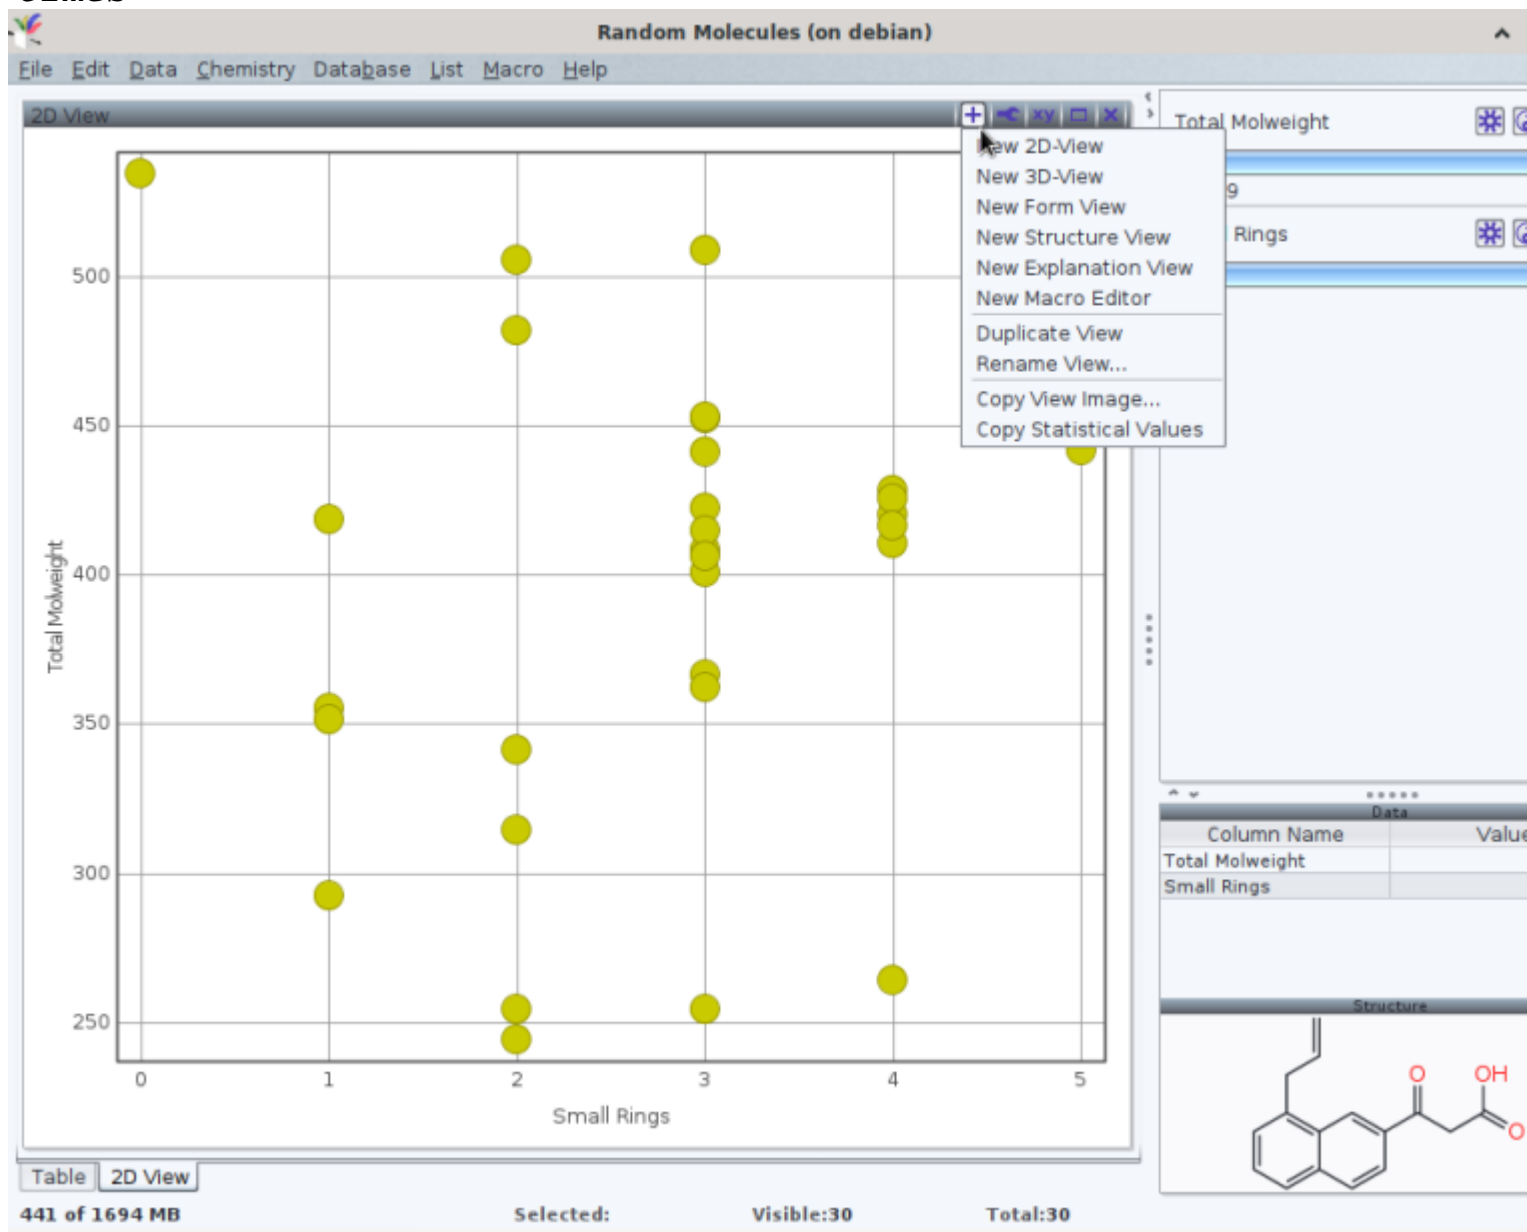 Random Molecules (on debian)
File Edit Data Chemistry Database List Macro Help
2D View
xy
New 2D-View
New 3D-View
New Form View
New Structure View
New Explanation View
New Macro Editor
Duplicate View
Rename View...
Copy View Image...
Copy Statistical Values
Total Molweight
9
Rings
500
450
400
350
300
250
Total Molweight
0 1 2 3 4 5
Small Rings
Data
Column Name Value
Total Molweight
Small Rings
Structure
O OH
O
Table 2D View
441 of 1694 MB Selected: Visible:30 Total:30